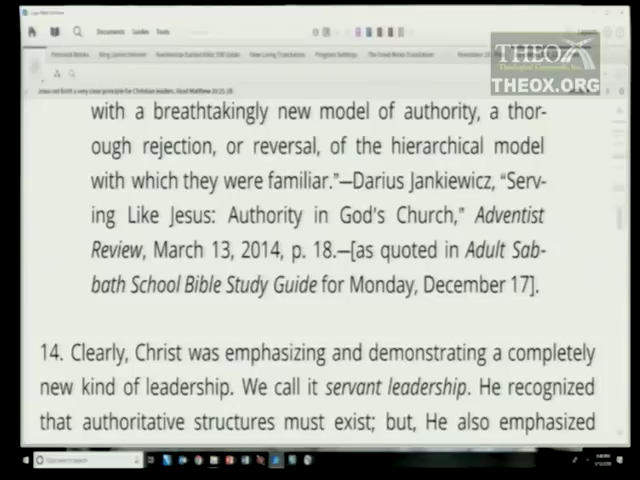 Documents Guides Tools
THEOX
THEOX.ORG
with a breathtakingly new model of authority, a thor-
ough rejection, or reversal, of the hierarchical model
with which they were familiar."—Darius Jankiewicz, "Serv-
ing Like Jesus: Authority in God's Church," Adventist
Review, March 13, 2014, p. 18.—[as quoted in Adult Sab-
bath School Bible Study Guide for Monday, December 17].
14. Clearly, Christ was emphasizing and demonstrating a completely
new kind of leadership. We call it servant leadership. He recognized
that authoritative structures must exist; but, He also emphasized